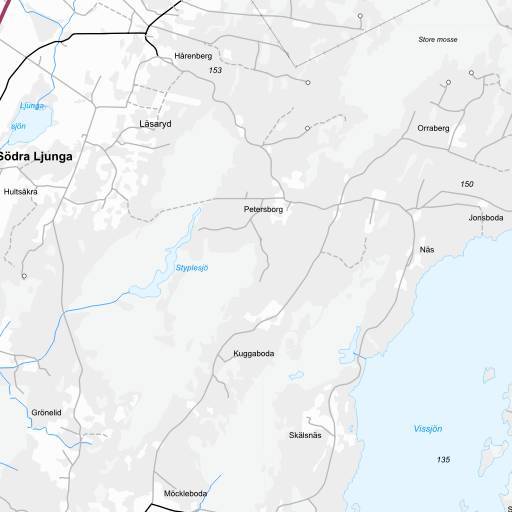 Store mosse
Hårenberg
153
Ljunga
sjön
Läsaryd
Orraberg
Södra Ljunga
Hultsåkra
150
Petersborg
Jonsboda
Näs
Styplesjö
Kuggaboda
Grönelid
Skälsnäs
Vissjön
135
Möckleboda
S